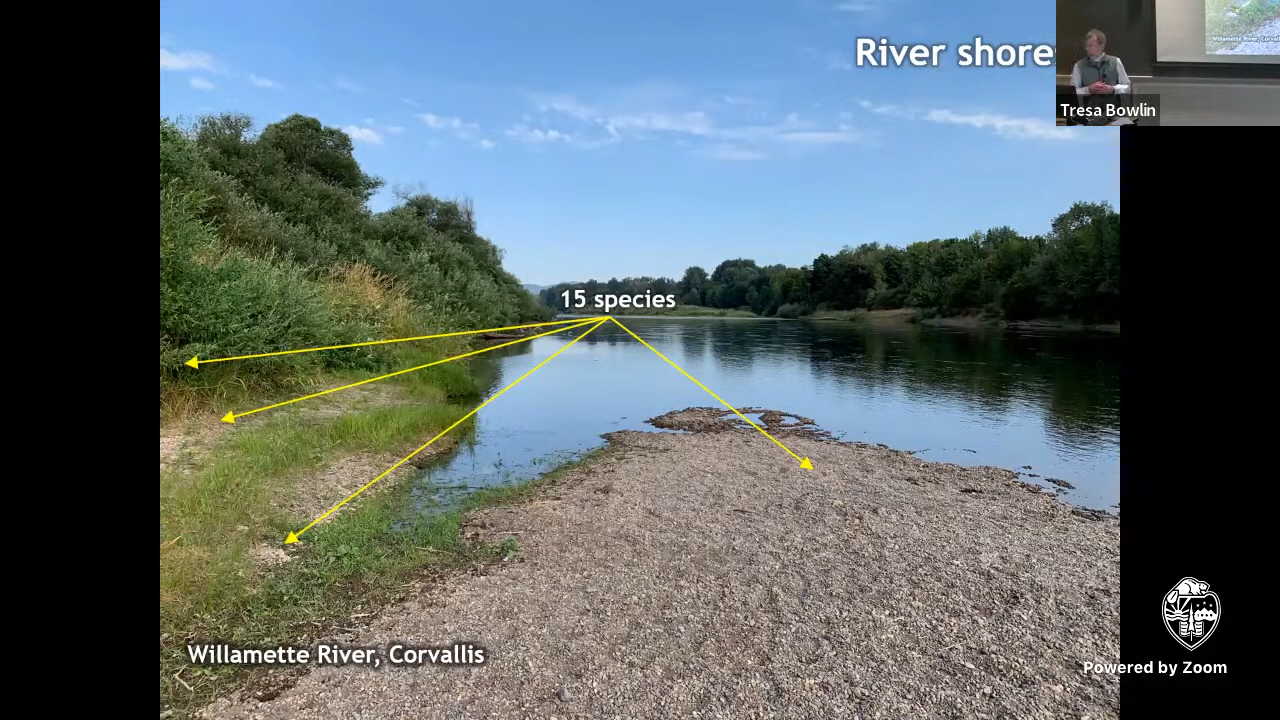 River shore
Tresa Bowlin
15 species
Willamette River, Corvallis
Powered by Zoom